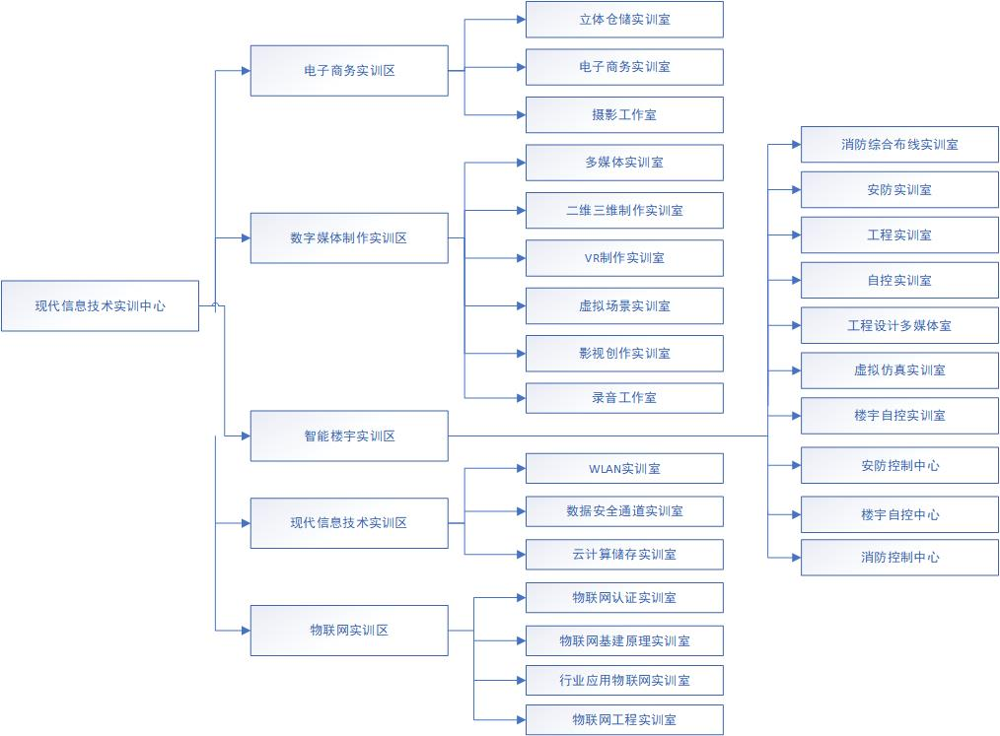 现代信息技术实训中心
电子商务实训区
立体仓储实训室
电子商务实训室
摄影工作室
数字媒体制作实训区
多媒体实训室
二维三维制作实训室
VR制作实训室
虚拟场景实训室
影视创作实训室
录音工作室
智能楼宇实训区
消防综合布线实训室
安防实训室
工程实训室
自控实训室
工程设计多媒体室
虚拟仿真实训室
楼宇自控实训室
安防控制中心
楼宇自控中心
消防控制中心
现代信息技术实训区
WLAN实训室
数据安全通道实训室
云计算储存实训室
物联网实训区
物联网认证实训室
物联网基建原理实训室
行业应用物联网实训室
物联网工程实训室